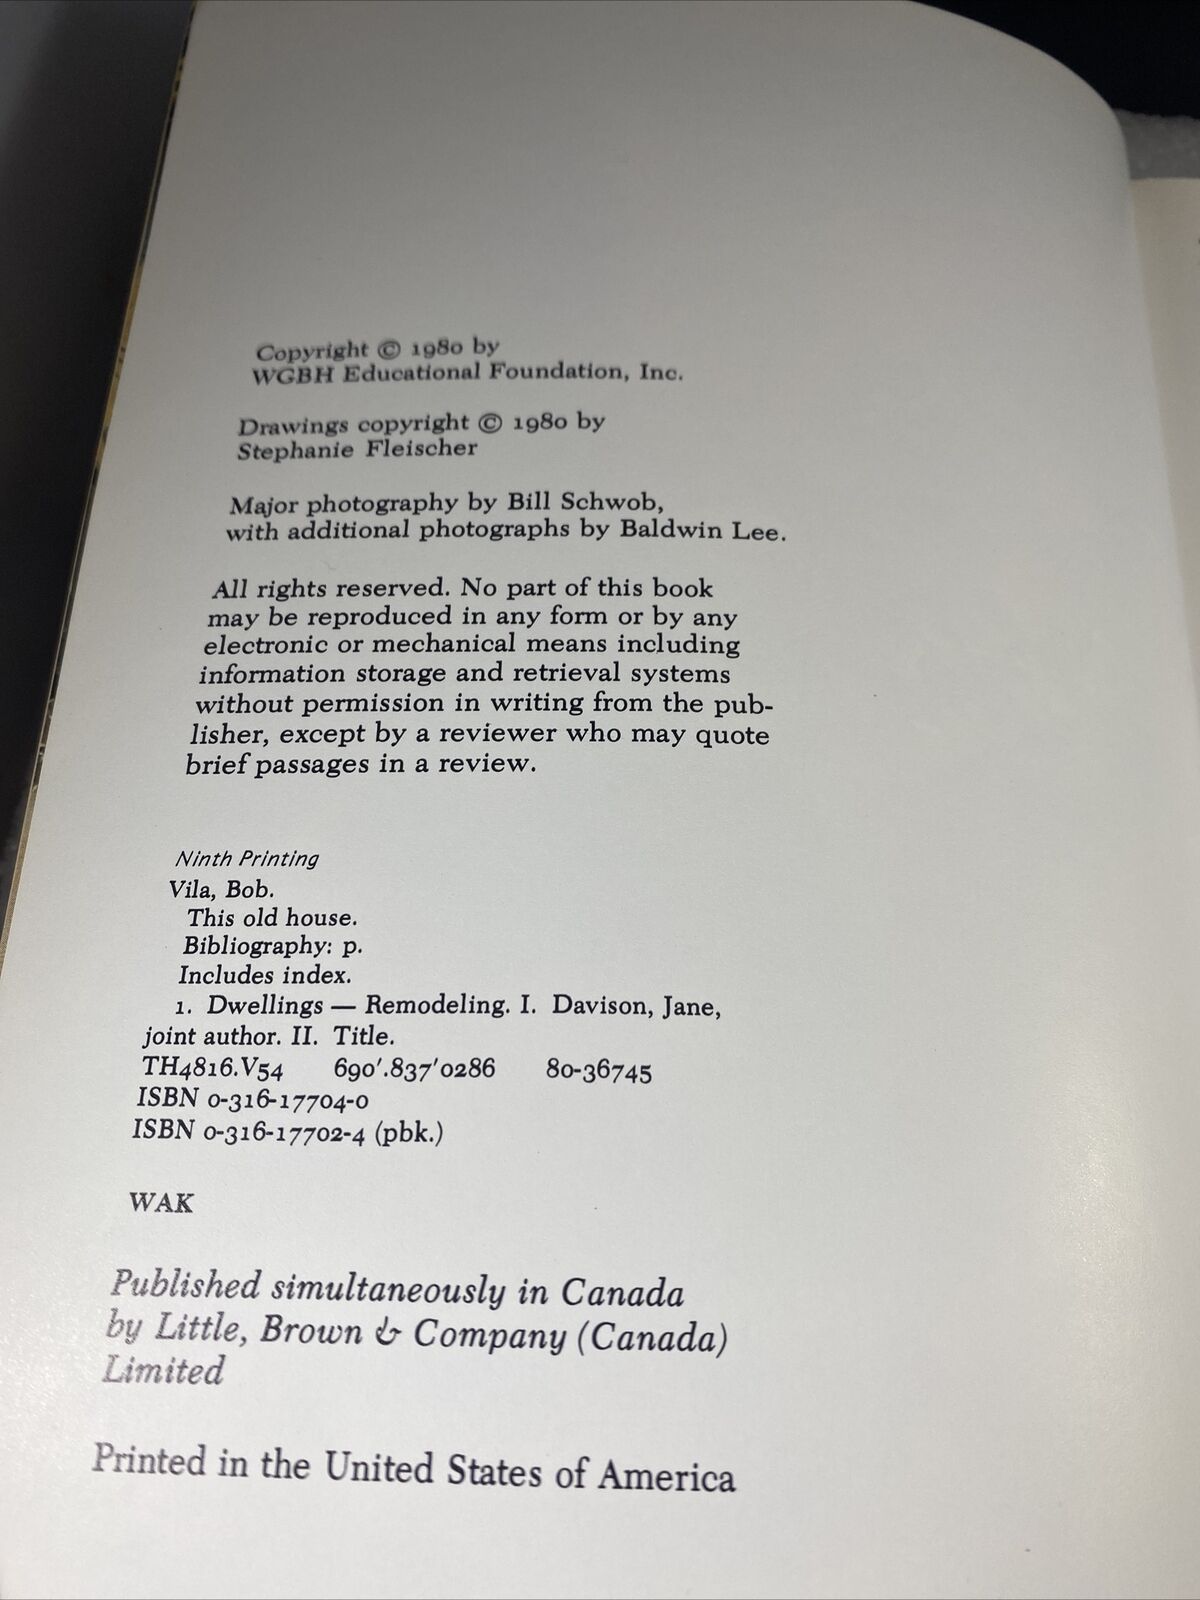 Copyright © 1980 by
WGBH Educational Foundation, Inc.
Drawings copyright © 1980 by
Stephanie Fleischer
Major photography by Bill Schwob,
with additional photographs by Baldwin Lee.
All rights reserved. No part of this book
may be reproduced in any form or by any
electronic or mechanical means including
information storage and retrieval systems
without permission in writing from the pub-
lisher, except by a reviewer who may quote
brief passages in a review.
Ninth Printing
Vila, Bob.
This old house.
Bibliography: p.
Includes index.
1. Dwellings — Remodeling. I. Davison, Jane,
joint author. II. Title.
TH4816.V54 690'.837'0286 80-36745
ISBN 0-316-17704-0
ISBN 0-316-17702-4 (pbk.)
WAK
Published simultaneously in Canada
by Little, Brown & Company (Canada)
Limited
Printed in the United States of America